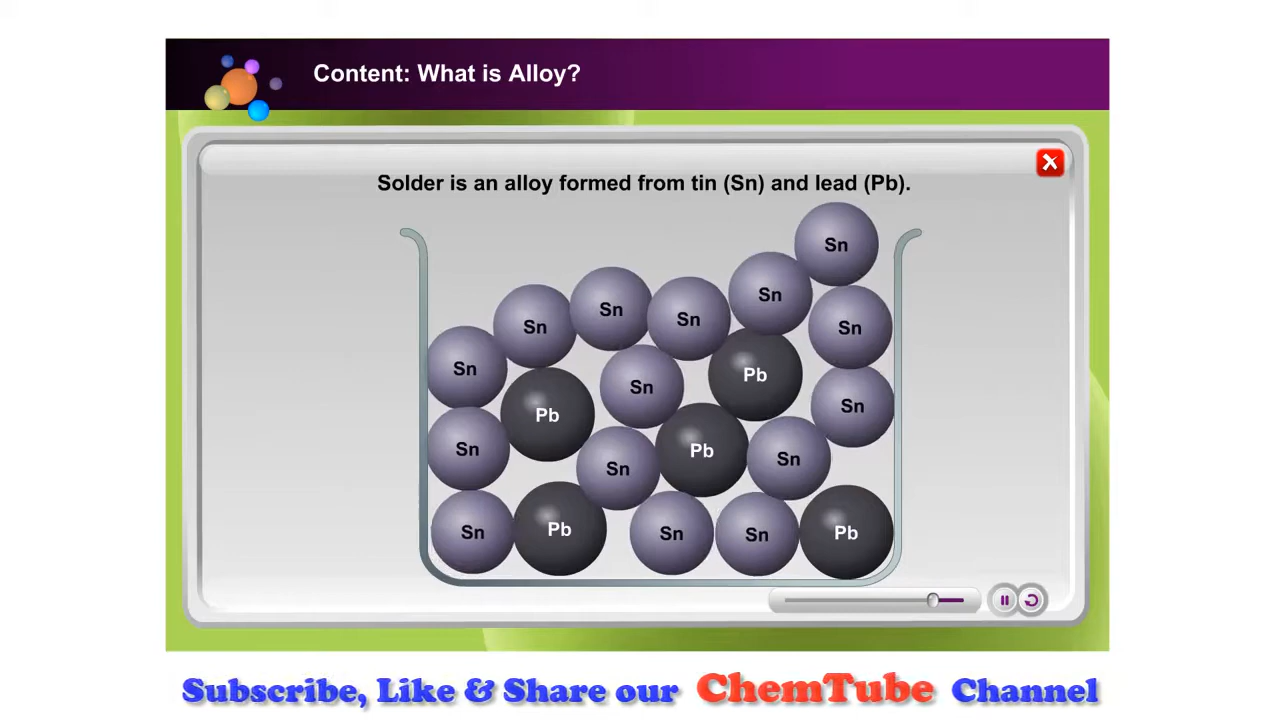 Content: What is Alloy?
Solder is an alloy formed from tin (Sn) and lead (Pb).
Sn
Sn
Sn
Sn
Sn
Sn
Sn
Sn
Pb
Sn
Sn
Pb
Sn
Pb
Sn
Sn
Sn
Pb
Sn
Sn
Pb
Subscribe, Like & Share our ChemTube Channel